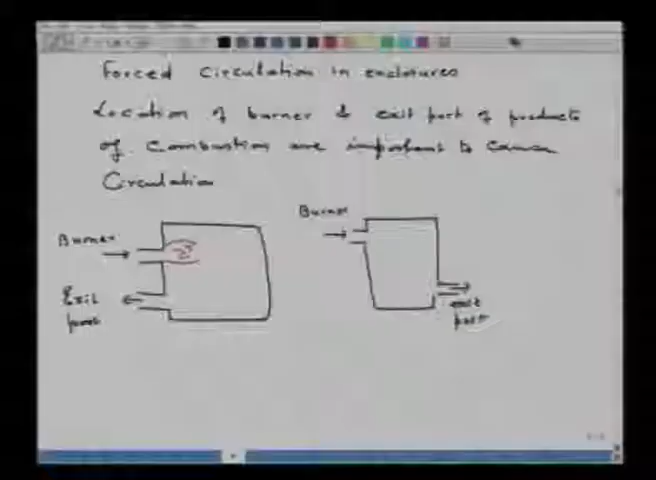 Forced Circulation in enclosures
Location of burner & exit port of products
of Combustion are important to cause
Circulation
Burner
Burner
Exit
port
exit
port